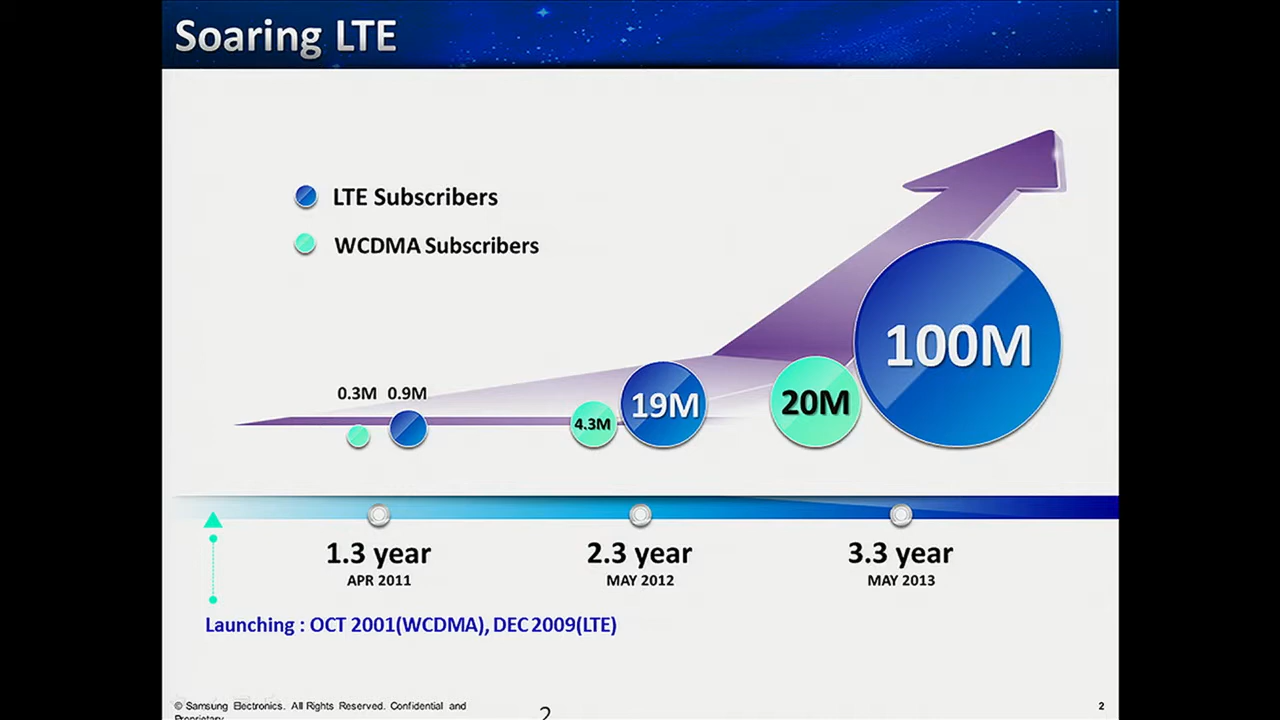 Soaring LTE
LTE Subscribers
WCDMA Subscribers
0.3M 0.9M
4.3M
19M
20M
100M
1.3 year
APR 2011
2.3 year
MAY 2012
3.3 year
MAY 2013
Launching : OCT 2001(WCDMA), DEC 2009(LTE)
© Samsung Electronics. All Rights Reserved. Confidential and
Proprietary
2
2